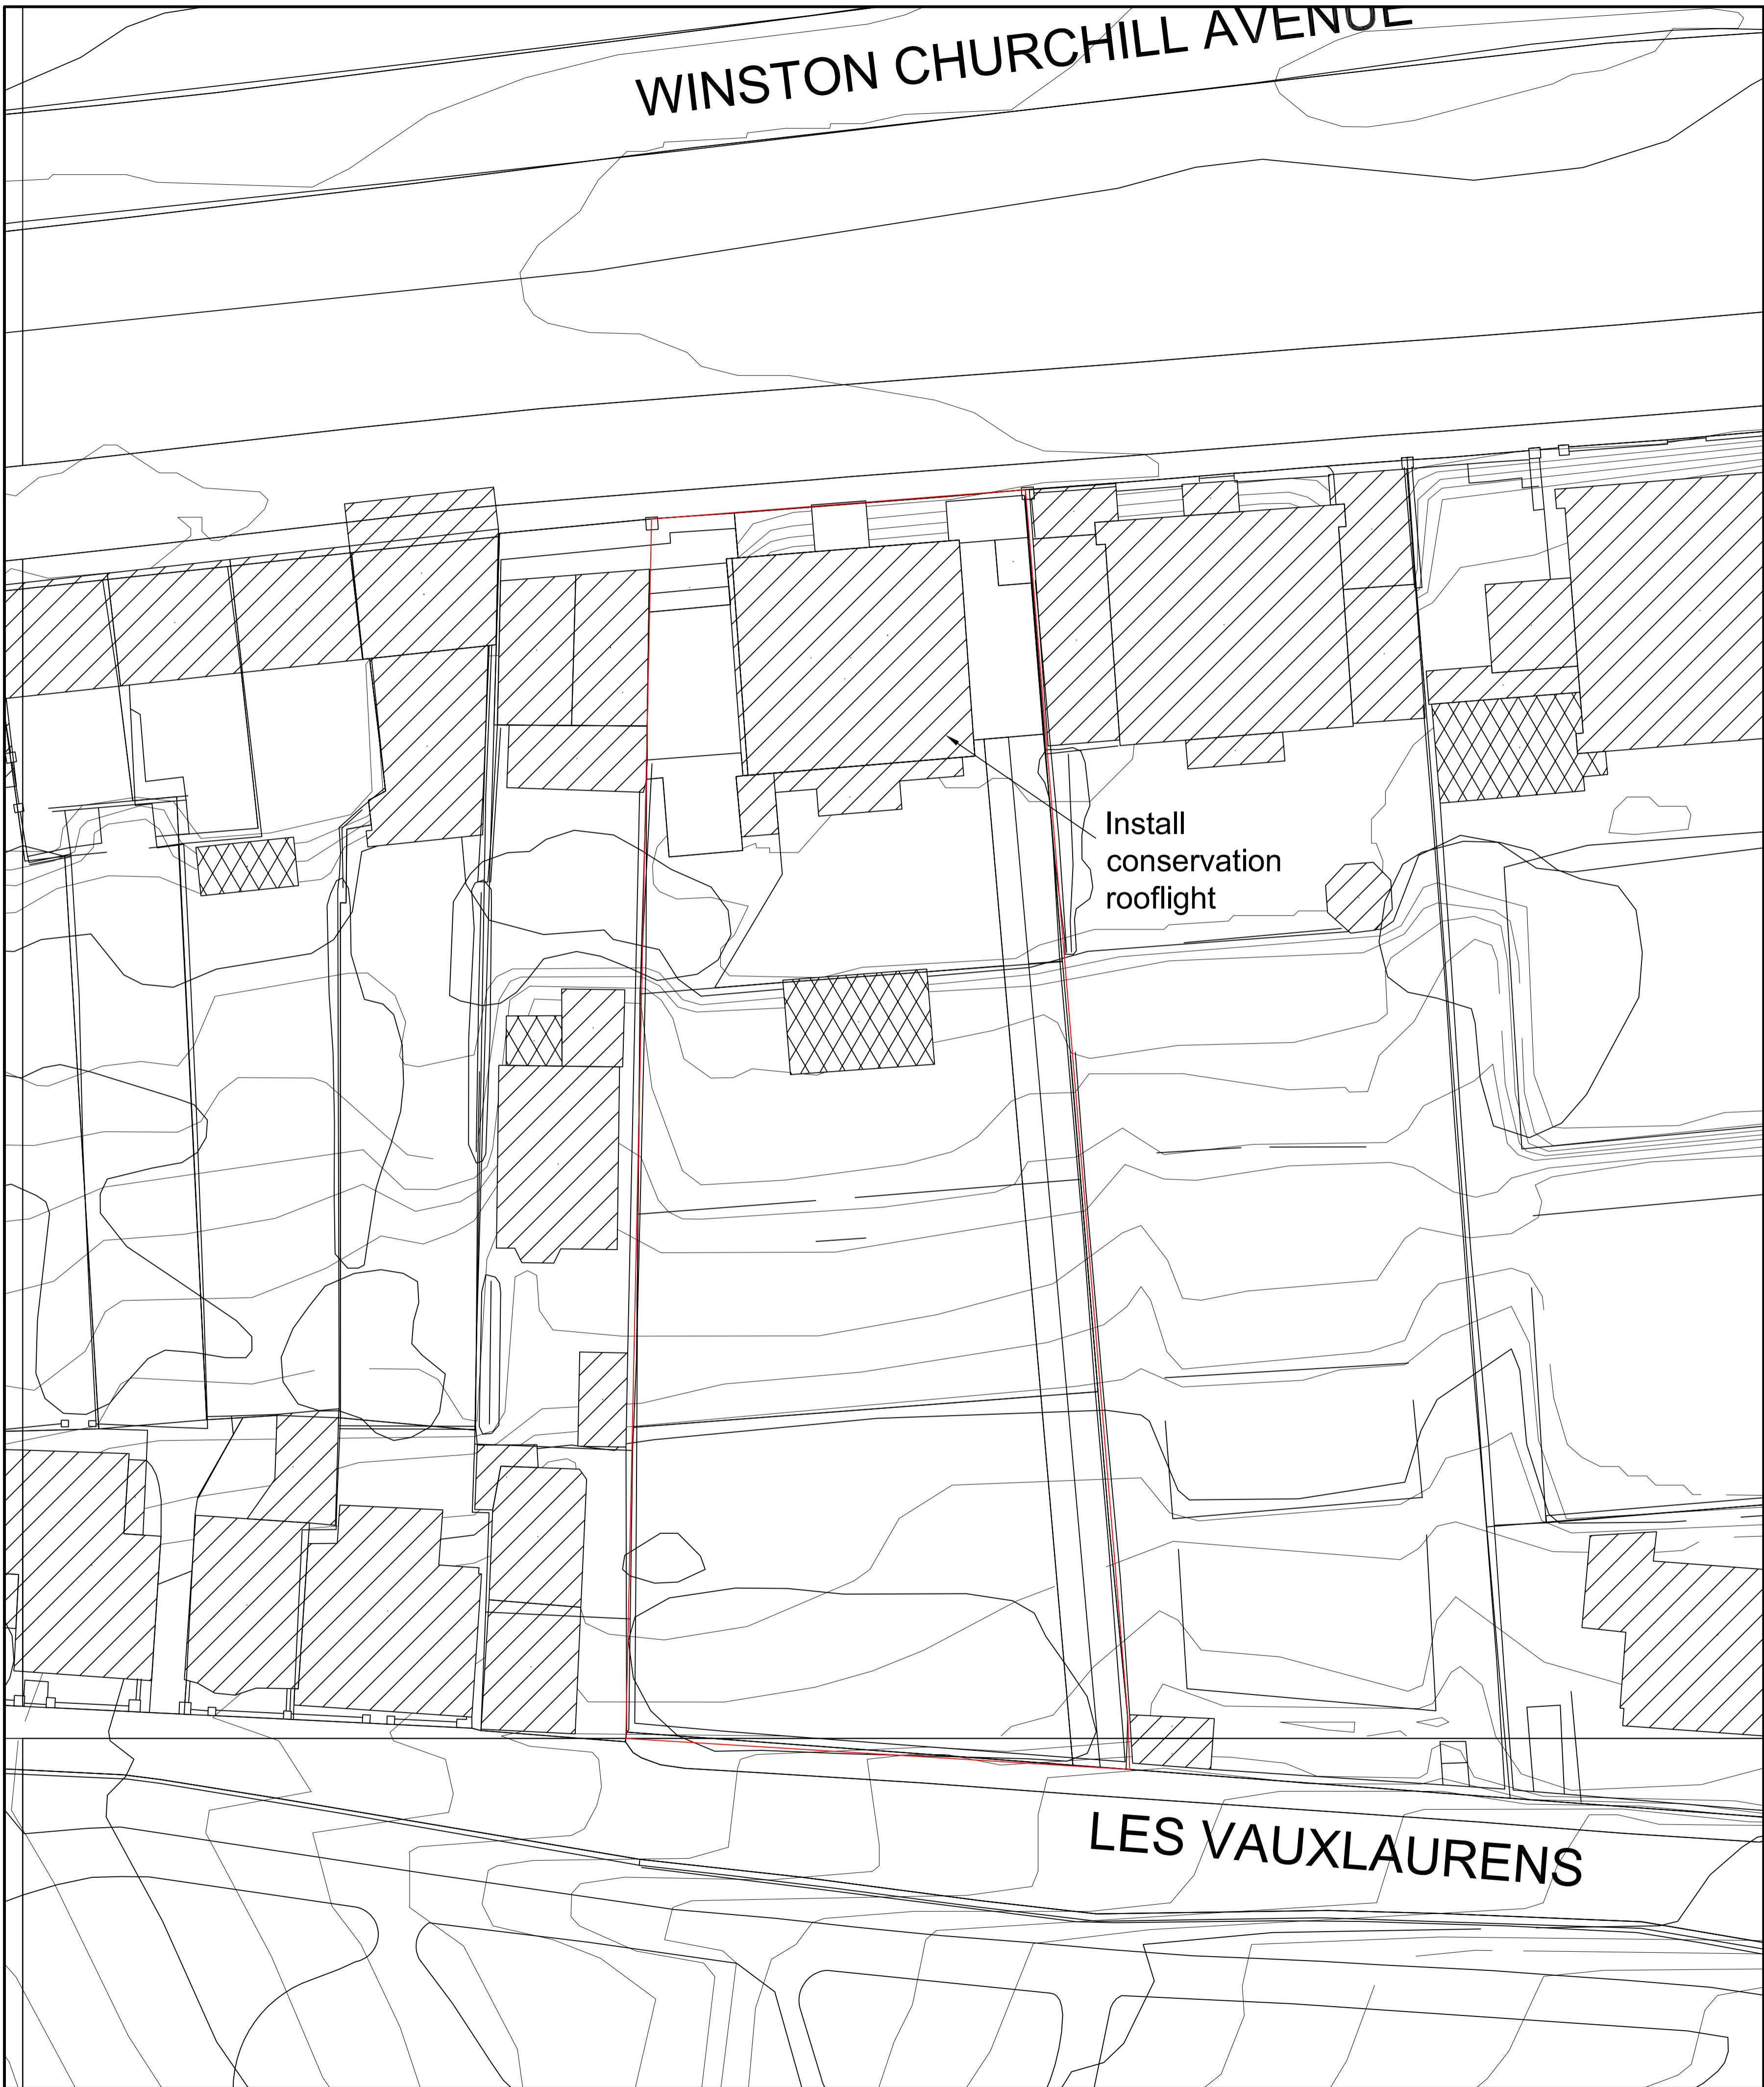 WINSTON CHURCHILL AVENUE
Install
conservation
rooflight
LES VAUXLAURENS